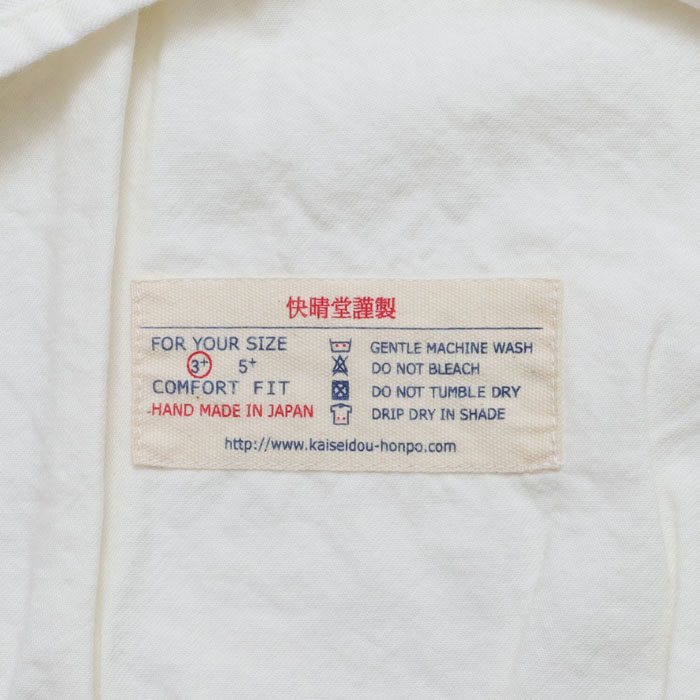 快晴堂謹製
FOR YOUR SIZE
3+ 5+
COMFORT FIT
HAND MADE IN JAPAN
GENTLE MACHINE WASH
DO NOT BLEACH
DO NOT TUMBLE DRY
DRIP DRY IN SHADE
http://www.kaiseidou-honpo.com